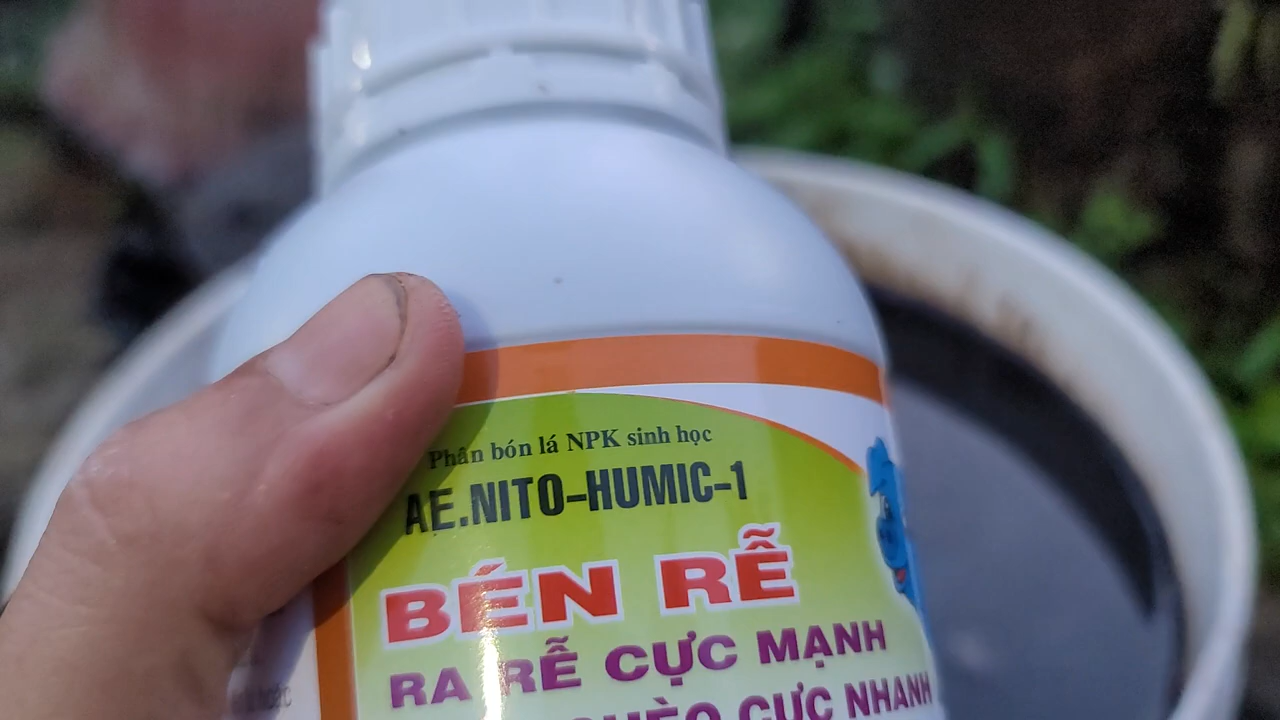 Phân bón lá NPK sinh học
AE.NITO-HUMIC-1
BÉN RỄ
RA RỄ CỰC MẠNH
CỰC NHANH